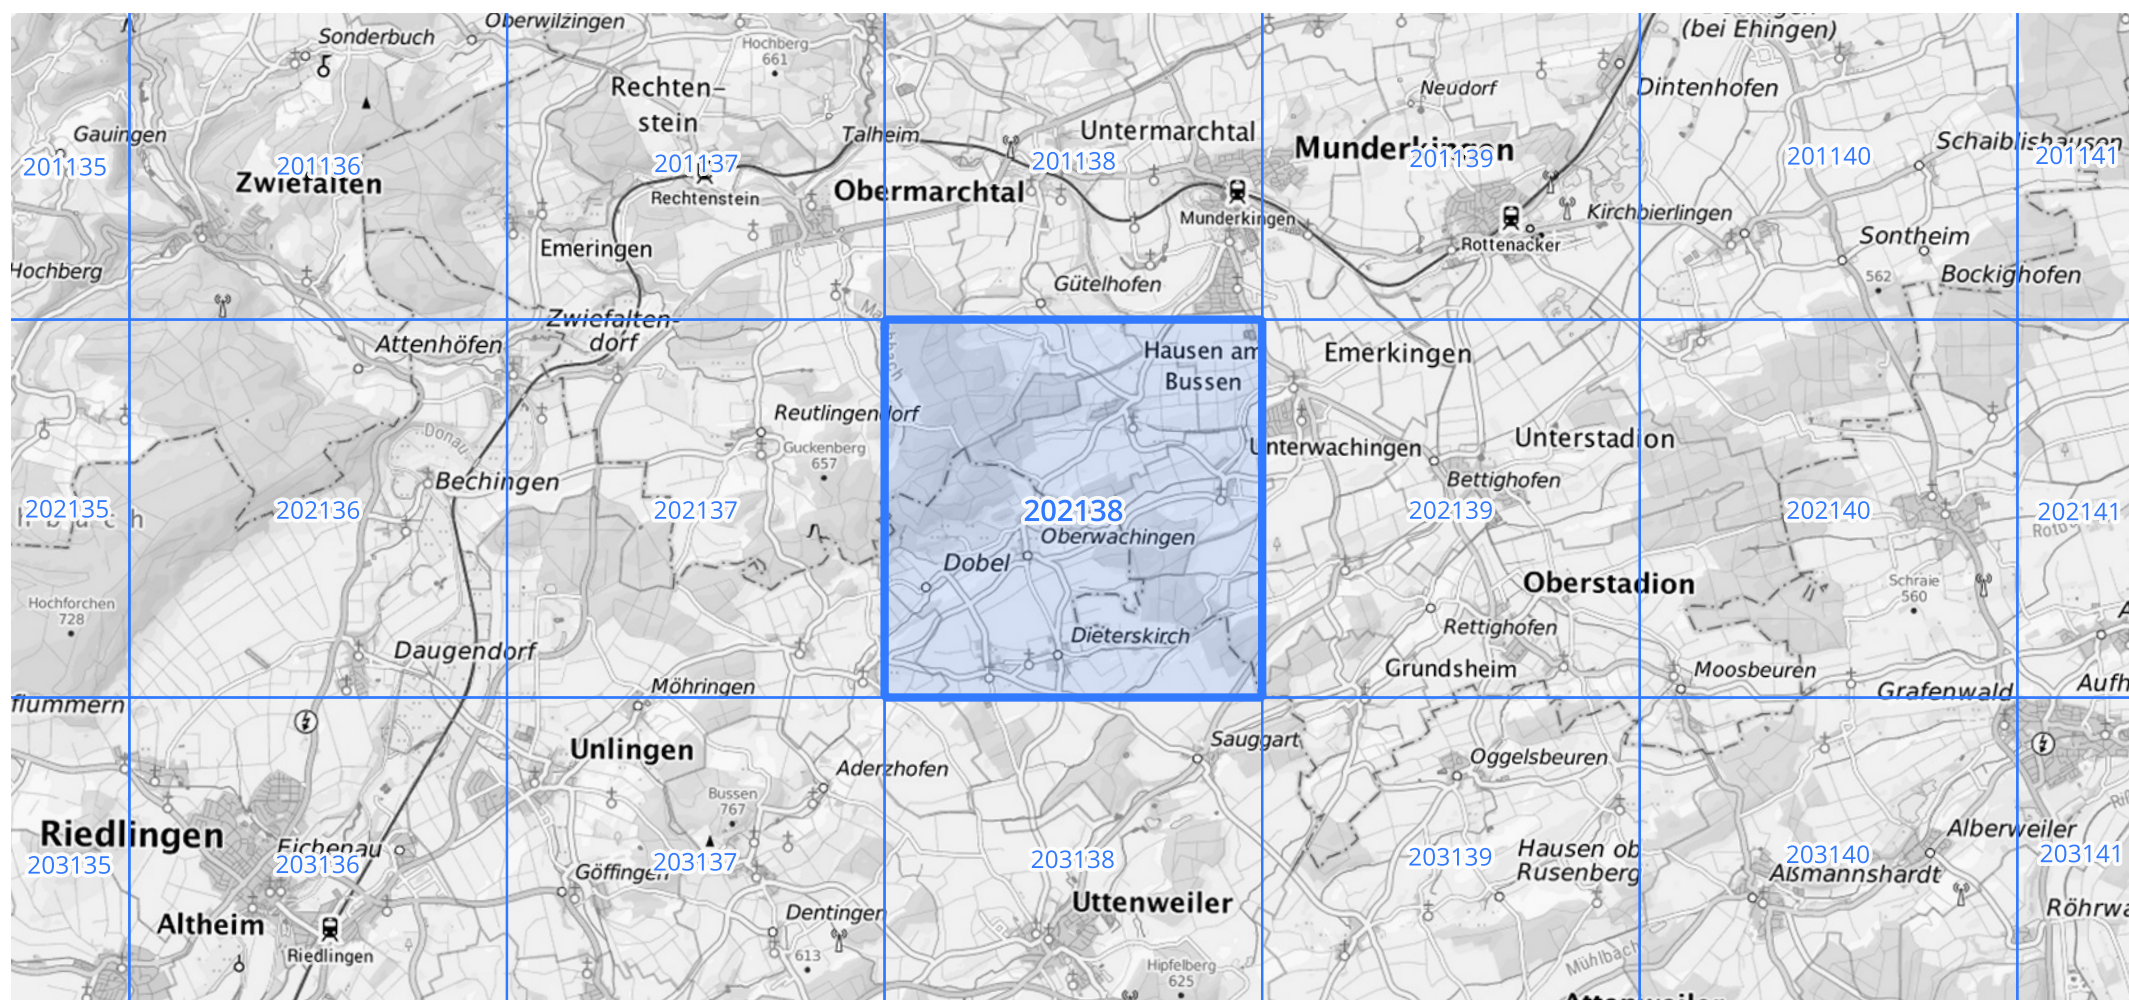 Oberwilzingen
(bei Ehingen)
Sonderbuch
Hochberg
661
Rechten-
stein
Neudorf
Dintenhofen
Gauingen
Talheim
Untermarchtal
Munderkingen
Schaiblishausen
201135
201136
201137
201138
201139
201140
201141
Zwiefalten
Rechtenstein
Obermarchtal
Munderkingen
Kirchbierlingen
Rottenacker
Sontheim
Emeringen
Hochberg
Gütelhofen
562
Bockighofen
Zwiefalten-
dorf
Attenhöfen
Hausen am
Bussen
Emerkingen
Reutlingendorf
Donau
Guckenberg
657
Unterwachingen
Unterstadion
Bechingen
Bettighofen
202135
202136
202137
202138
202139
202140
202141
Oberwachingen
Dobel
Oberstadion
Schraie
560
Hochforchen
728
Dieterskirch
Rettighofen
Daugendorf
Grundsheim
Moosbeuren
Möhringen
Grafenwald
flummern
Unlingen
Sauggart
Oggelsbeuren
Aderzhofen
Bussen
767
Riedlingen
Eichenau
Alberweiler
Hausen ob
Rusenberg
203135
203136
203137
203138
203139
203140
203141
Göffingen
Aßmannshardt
Uttenweiler
Altheim
Dentingen
Riedlingen
613
Hipfelberg
625
Mühlbach